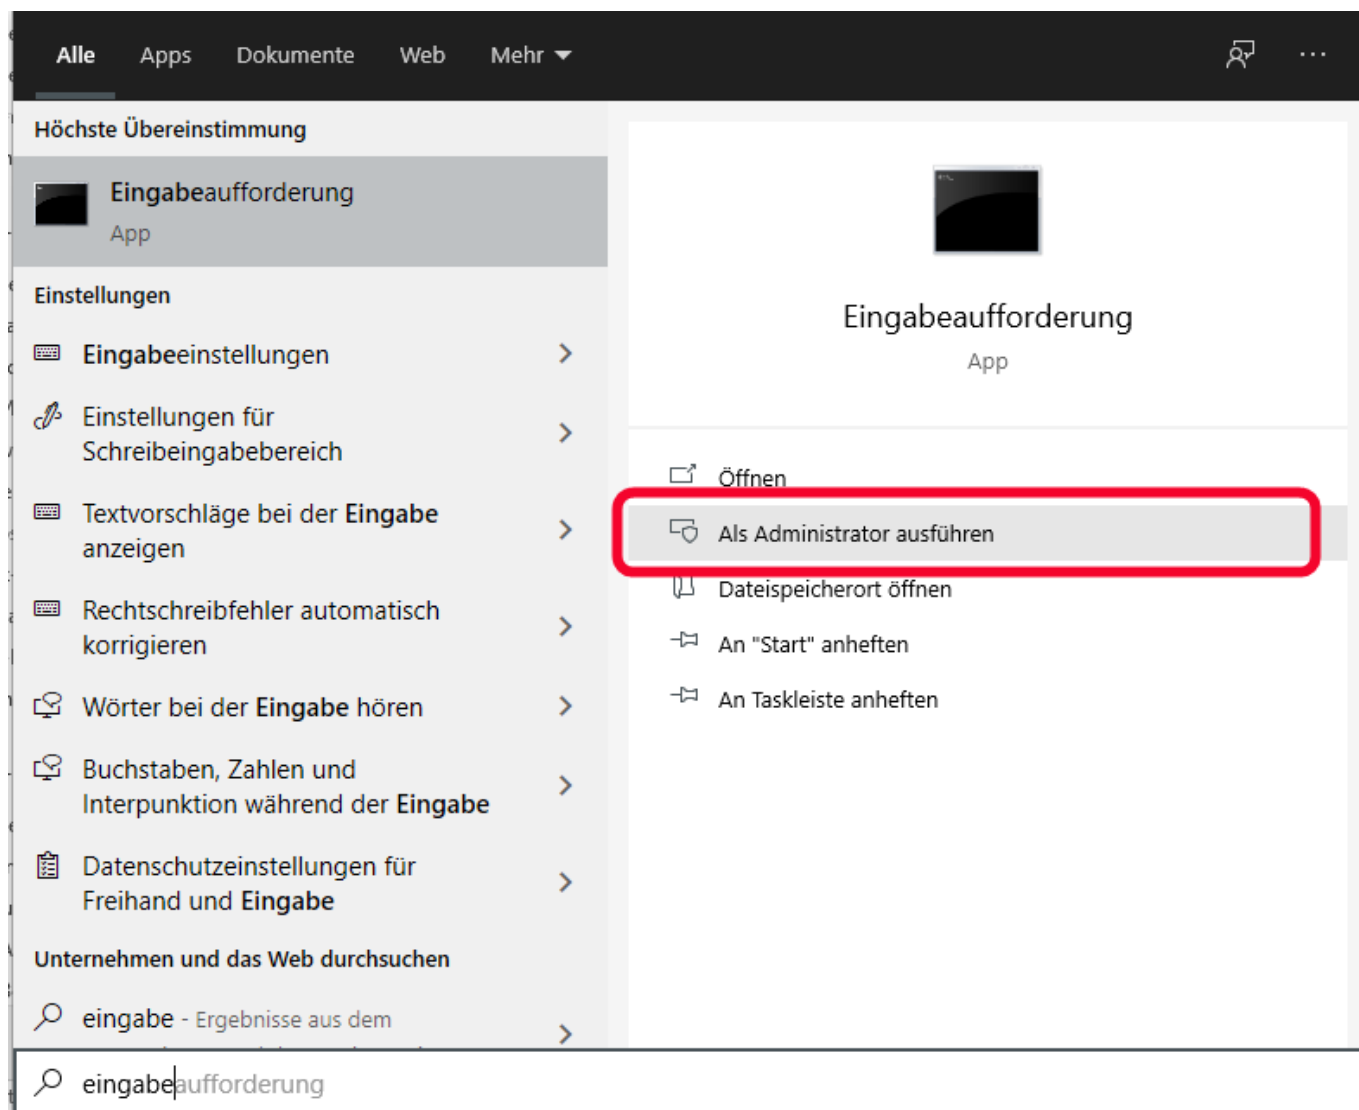 Alle Apps Dokumente Web Mehr
Höchste Übereinstimmung
Eingabeaufforderung
App
Einstellungen
Eingabeeinstellungen
Einstellungen für
Schreibeingabebereich
Textvorschläge bei der Eingabe
anzeigen
Rechtschreibfehler automatisch
korrigieren
Wörter bei der Eingabe hören
Buchstaben, Zahlen und
Interpunktion während der Eingabe
Datenschutzeinstellungen für
Freihand und Eingabe
Unternehmen und das Web durchsuchen
eingabe - Ergebnisse aus dem
eingabeaufforderung
Eingabeaufforderung
App
Öffnen
Als Administrator ausführen
Dateispeicherort öffnen
An "Start" anheften
An Taskleiste anheften